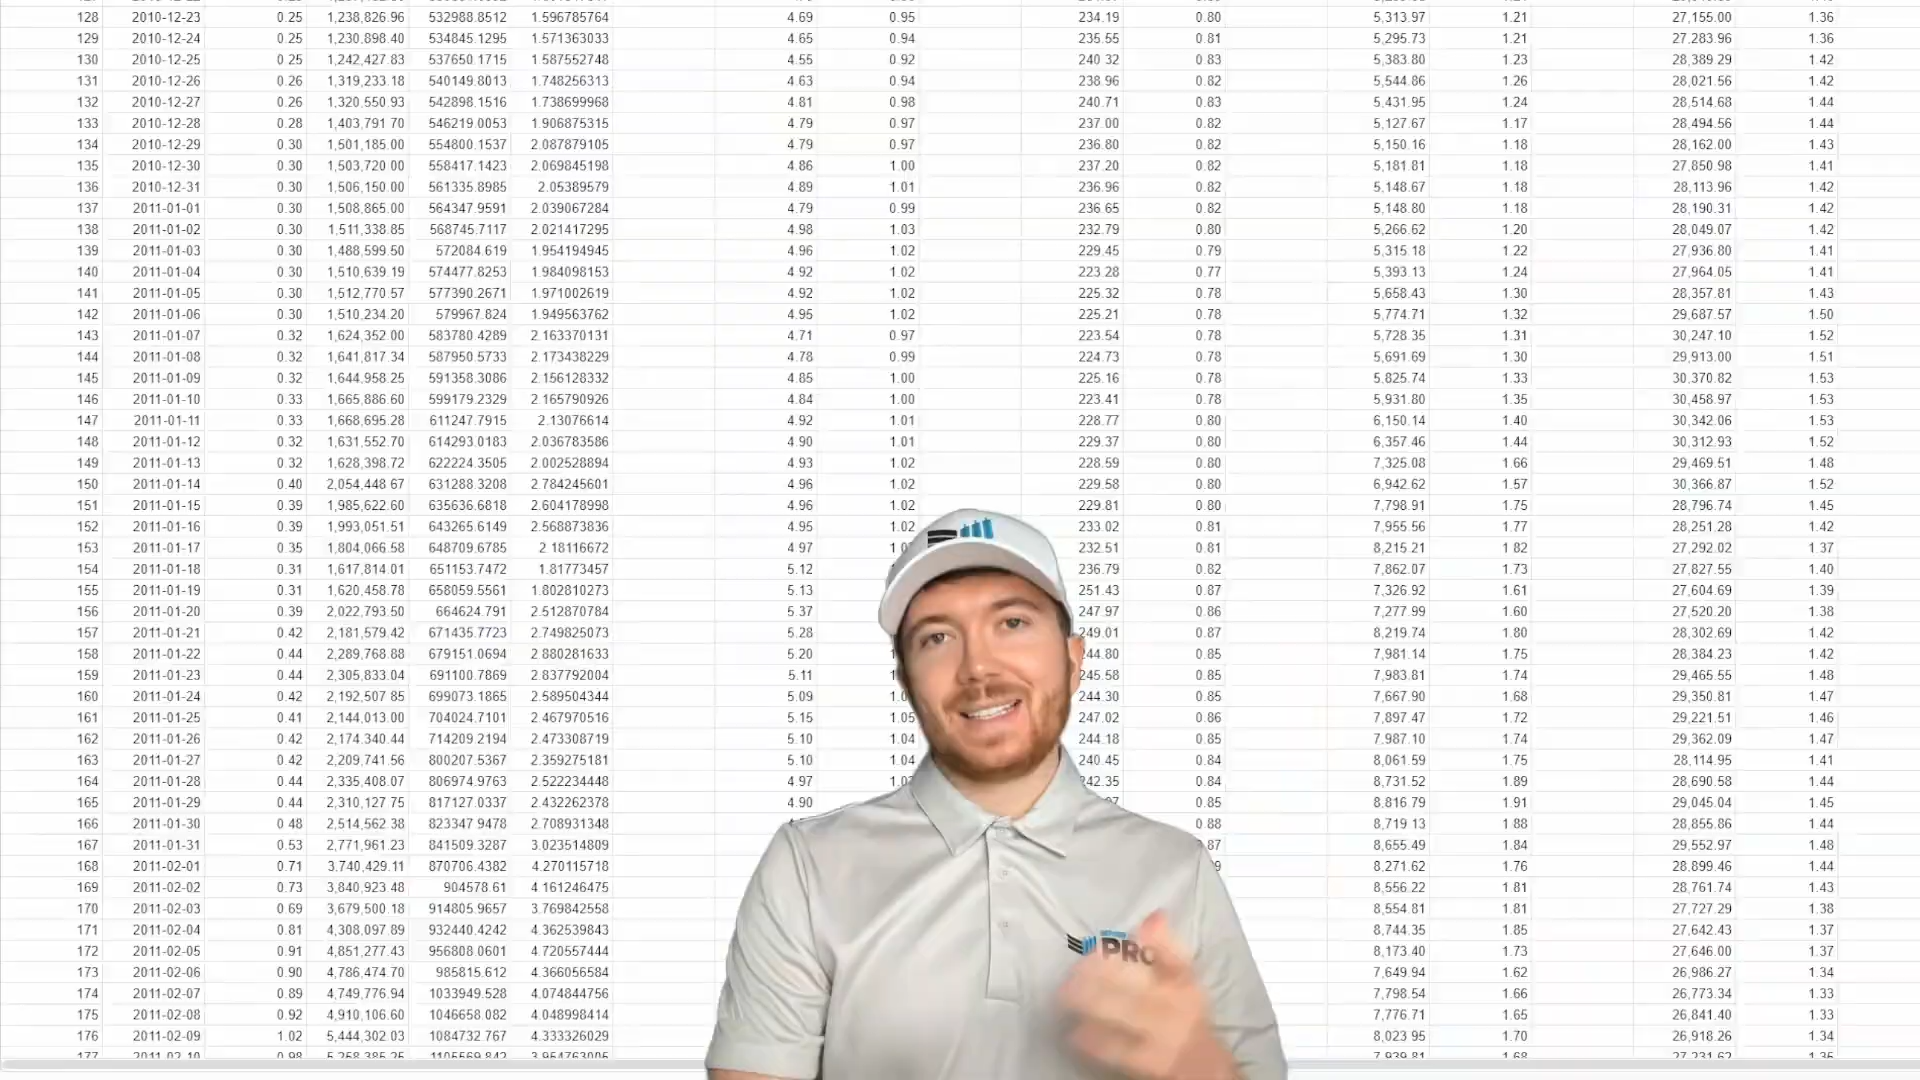 128 2010-12-23 0.25 1,238,826.96 532988.8512 1.596785764 4.69 0.95 234.19 0.80 5,313.97 1.21 27,155.00 1.36
129 2010-12-24 0.25 1,230,898.40 534845.1295 1.571363033 4.65 0.94 235.55 0.81 5,295.73 1.21 27,283.96 1.36
130 2010-12-25 0.25 1,242,427.83 537650.1715 1.587552748 4.55 0.92 240.32 0.83 5,383.80 1.23 28,389.29 1.42
131 2010-12-26 0.26 1,319,233.18 540149.8013 1.748256313 4.63 0.94 238.96 0.82 5,544.86 1.26 28,021.56 1.42
132 2010-12-27 0.26 1,320,550.93 542898.1516 1.738699968 4.81 0.98 240.71 0.83 5,431.95 1.24 28,514.68 1.44
133 2010-12-28 0.28 1,403,791.70 546219.0053 1.906875315 4.79 0.97 237.00 0.82 5,127.67 1.17 28,494.56 1.44
134 2010-12-29 0.30 1,501,185.00 554800.1537 2.087879105 4.79 0.97 236.80 0.82 5,150.16 1.18 28,162.00 1.43
135 2010-12-30 0.30 1,503,720.00 558417.1423 2.069845198 4.86 1.00 237.20 0.82 5,181.81 1.18 27,850.98 1.41
136 2010-12-31 0.30 1,506,150.00 561335.8985 2.05389579 4.89 1.01 236.96 0.82 5,148.67 1.18 28,113.96 1.42
137 2011-01-01 0.30 1,508,865.00 564347.9591 2.039067284 4.79 0.99 236.65 0.82 5,148.80 1.18 28,190.31 1.42
138 2011-01-02 0.30 1,511,338.85 568745.7117 2.021417295 4.98 1.03 232.79 0.80 5,266.62 1.20 28,049.07 1.42
139 2011-01-03 0.30 1,488,599.50 572084.619 1.954194945 4.96 1.02 229.45 0.79 5,315.18 1.22 27,936.80 1.41
140 2011-01-04 0.30 1,510,639.19 574477.8253 1.984098153 4.92 1.02 223.28 0.77 5,393.13 1.24 27,964.05 1.41
141 2011-01-05 0.30 1,512,770.57 577390.2671 1.971002619 4.92 1.02 225.32 0.78 5,658.43 1.30 28,357.81 1.43
142 2011-01-06 0.30 1,510,234.20 579967.824 1.949563762 4.95 1.02 225.21 0.78 5,774.71 1.32 29,687.57 1.50
143 2011-01-07 0.32 1,624,352.00 583780.4289 2.163370131 4.71 0.97 223.54 0.78 5,728.35 1.31 30,247.10 1.52
144 2011-01-08 0.32 1,641,817.34 587950.5733 2.173438229 4.78 0.99 224.73 0.78 5,691.69 1.30 29,913.00 1.51
145 2011-01-09 0.32 1,644,958.25 591358.3086 2.156128332 4.85 1.00 225.16 0.78 5,825.74 1.33 30,370.82 1.53
146 2011-01-10 0.33 1,665,886.60 599179.2329 2.165790926 4.84 1.00 223.41 0.78 5,931.80 1.35 30,458.97 1.53
147 2011-01-11 0.33 1,668,695.28 611247.7915 2.13076614 4.92 1.01 228.77 0.80 6,150.14 1.40 30,342.06 1.53
148 2011-01-12 0.32 1,631,552.70 614293.0183 2.036783586 4.90 1.01 229.37 0.80 6,357.46 1.44 30,312.93 1.52
149 2011-01-13 0.32 1,628,398.72 622224.3505 2.002528894 4.93 1.02 228.59 0.80 7,325.08 1.66 29,469.51 1.48
150 2011-01-14 0.40 2,054,448.67 631288.3208 2.784245601 4.96 1.02 229.58 0.80 6,942.62 1.57 30,366.87 1.52
151 2011-01-15 0.39 1,985,622.60 635636.6818 2.604178998 4.96 1.02 229.81 0.80 7,798.91 1.75 28,796.74 1.45
152 2011-01-16 0.39 1,993,051.51 643265.6149 2.568873836 4.95 1.02 233.02 0.81 7,955.56 1.77 28,251.28 1.42
153 2011-01-17 0.35 1,804,066.58 648709.6785 2.18116672 4.97 232.51 0.81 8,215.21 1.82 27,292.02 1.37
154 2011-01-18 0.31 1,617,814.01 651153.7472 1.81773457 5.12 236.79 0.82 7,862.07 1.73 27,827.55 1.40
155 2011-01-19 0.31 1,620,458.78 658059.5561 1.802810273 5.13 251.43 0.87 7,326.92 1.61 27,604.69 1.39
156 2011-01-20 0.39 2,022,793.50 664624.791 2.512870784 5.37 247.97 0.86 7,277.99 1.60 27,520.20 1.38
157 2011-01-21 0.42 2,181,579.42 671435.7723 2.749825073 5.28 249.01 0.87 8,219.74 1.80 28,302.69 1.42
158 2011-01-22 0.44 2,289,768.88 679151.0694 2.880281633 5.20 244.80 0.85 7,981.14 1.75 28,384.23 1.42
159 2011-01-23 0.44 2,305,833.04 691100.7869 2.837792004 5.11 245.58 0.85 7,983.81 1.74 29,465.55 1.48
160 2011-01-24 0.42 2,192,507.85 699073.1865 2.589504344 5.09 244.30 0.85 7,667.90 1.68 29,350.81 1.47
161 2011-01-25 0.41 2,144,013.00 704024.7101 2.467970516 5.15 1.05 247.02 0.86 7,897.47 1.72 29,221.51 1.46
162 2011-01-26 0.42 2,174,340.44 714209.2194 2.473308719 5.10 1.04 244.18 0.85 7,987.10 1.74 29,362.09 1.47
163 2011-01-27 0.42 2,209,741.56 800207.5367 2.359275181 5.10 1.04 240.45 0.84 8,061.59 1.75 28,114.95 1.41
164 2011-01-28 0.44 2,335,408.07 806974.9763 2.522234448 4.97 242.35 0.84 8,731.52 1.89 28,690.58 1.44
165 2011-01-29 0.44 2,310,127.75 817127.0337 2.432262378 4.90 0.85 8,816.79 1.91 29,045.04 1.45
166 2011-01-30 0.48 2,514,562.38 823347.9478 2.708931348 0.88 8,719.13 1.88 28,855.86 1.44
167 2011-01-31 0.53 2,771,961.23 841509.3287 3.023514809 8,655.49 1.84 29,552.97 1.48
168 2011-02-01 0.71 3,740,429.11 870706.4382 4.270115718 8,271.62 1.76 28,899.46 1.44
169 2011-02-02 0.73 3,840,923.48 904578.61 4.161246475 8,556.22 1.81 28,761.74 1.43
170 2011-02-03 0.69 3,679,500.18 914805.9657 3.769842558 8,554.81 1.81 27,727.29 1.38
171 2011-02-04 0.81 4,308,097.89 932440.4242 4.362539843 8,744.35 1.85 27,642.43 1.37
172 2011-02-05 0.91 4,851,277.43 956808.0601 4.720557444 8,173.40 1.73 27,646.00 1.37
173 2011-02-06 0.90 4,786,474.70 985815.612 4.366056584 7,649.94 1.62 26,986.27 1.34
174 2011-02-07 0.89 4,749,776.94 1033949.528 4.074844756 7,798.54 1.66 26,773.34 1.33
175 2011-02-08 0.92 4,910,106.60 1046658.082 4.048998414 7,776.71 1.65 26,841.40 1.33
176 2011-02-09 1.02 5,444,302.03 1084732.767 4.333326029 8,023.95 1.70 26,918.26 1.34
PRO